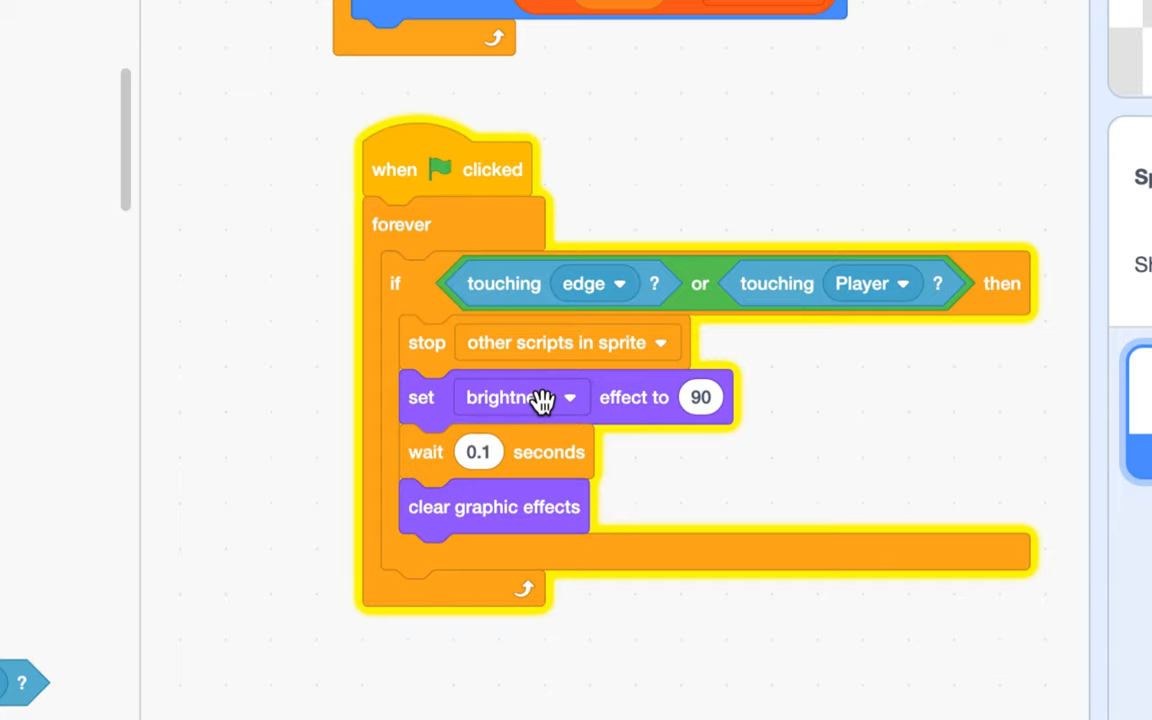 when clicked
forever
if touching edge ? or touching Player ? then
stop other scripts in sprite
set effect to 90
wait 0.1 seconds
clear graphic effects
?